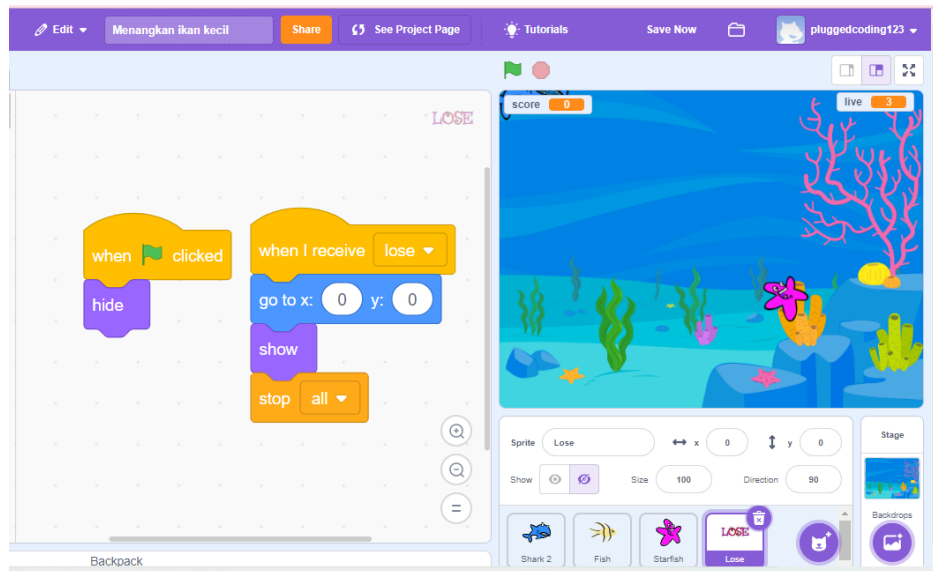 Edit
Menangkan ikan kecil
Share
See Project Page
Tutorials
Save Now
pluggedcoding123
LOSE
when clicked
hide
when I receive lose
go to x: 0 y: 0
show
stop all
Backpack
score 0
live 3
Sprite Lose x 0 y 0
Show Size 100 Direction 90
Shark 2
Fish
Starfish
LOSE
Lose
Stage
Backdrops